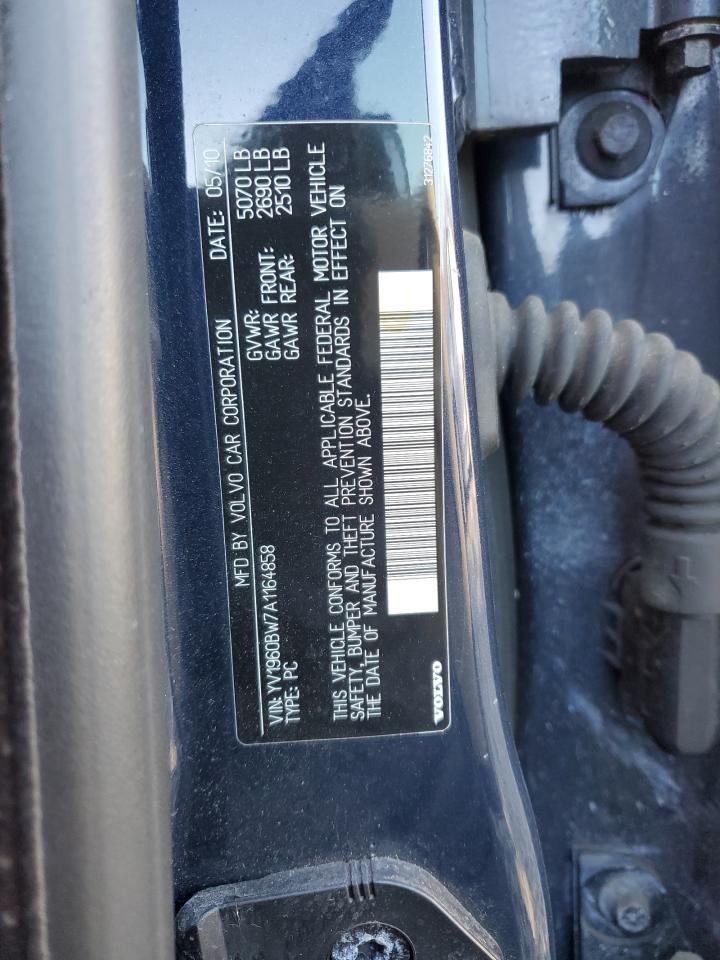 MFD BY VOLVO CAR CORPORATION DATE: 05/10
GVWR: 5070 LB
GAWR FRONT: 2690 LB
GAWR REAR: 2510 LB
VIN: YV1960BW7A1164858
TYPE: PC
THIS VEHICLE CONFORMS TO ALL APPLICABLE FEDERAL MOTOR VEHICLE
SAFETY, BUMPER AND THEFT PREVENTION STANDARDS IN EFFECT ON
THE DATE OF MANUFACTURE SHOWN ABOVE.
VOLVO
31276842